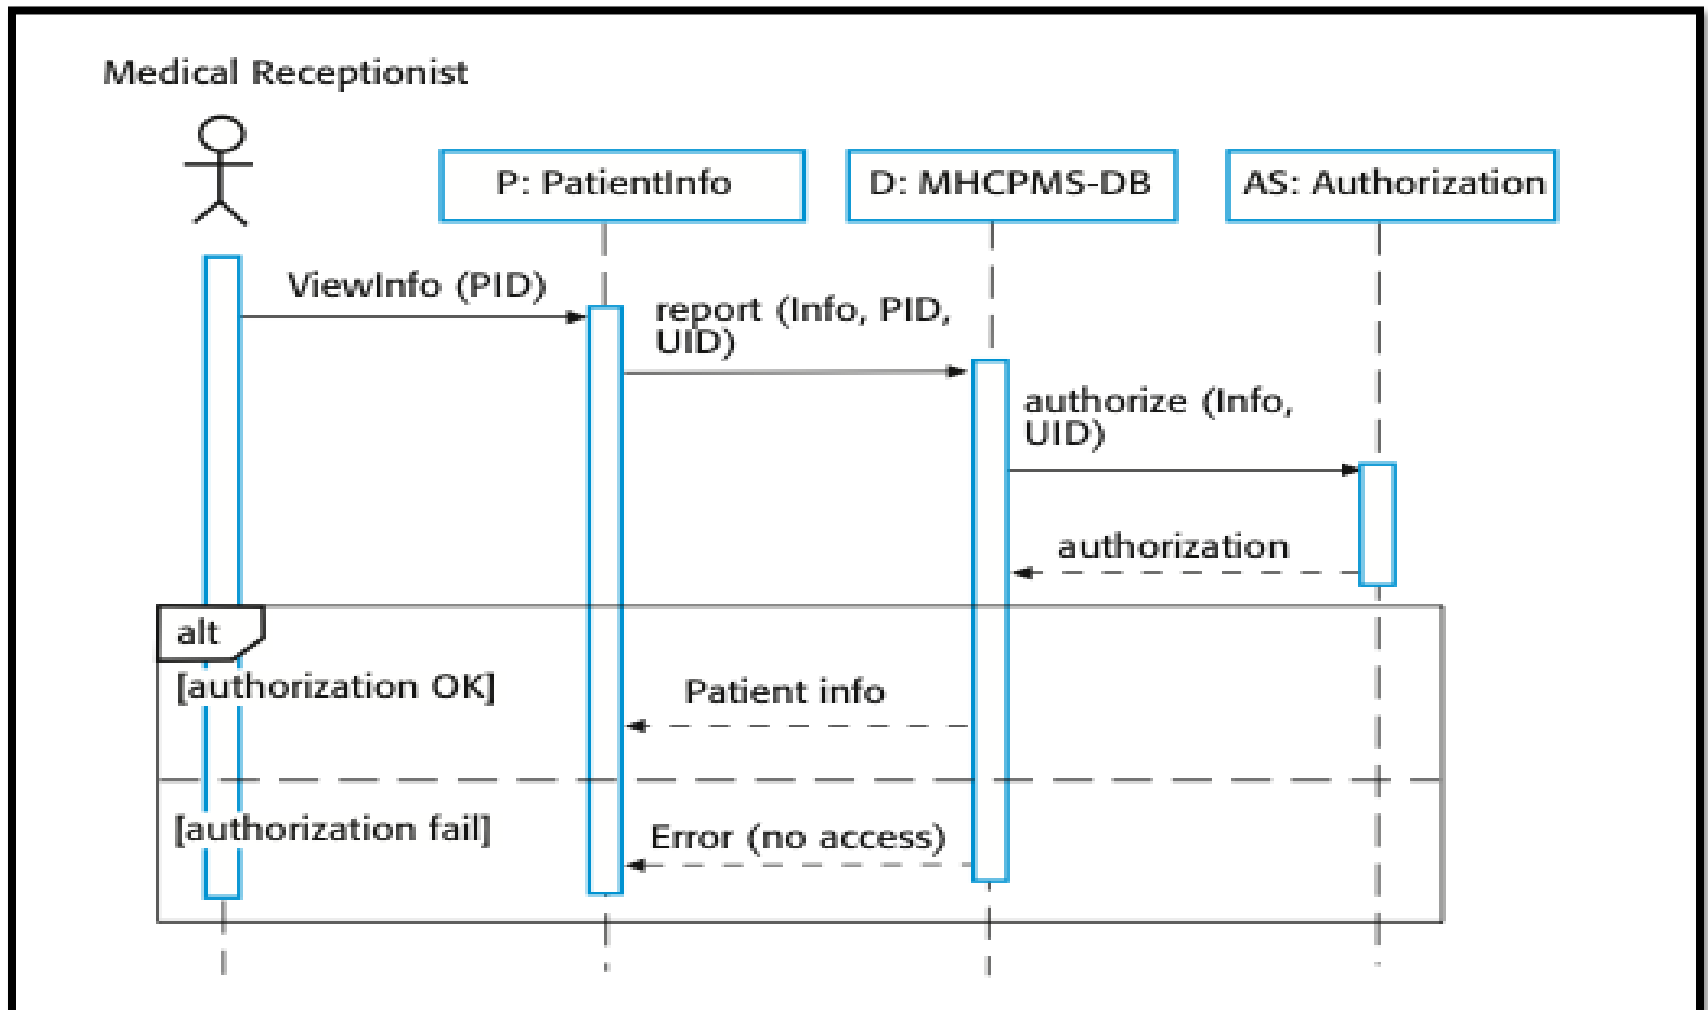 Medical Receptionist
P: PatientInfo
D: MHCPMS-DB
AS: Authorization
ViewInfo (PID)
report (Info, PID,
UID)
authorize (Info,
UID)
authorization
alt
[authorization OK]
Patient info
[authorization fail]
Error (no access)